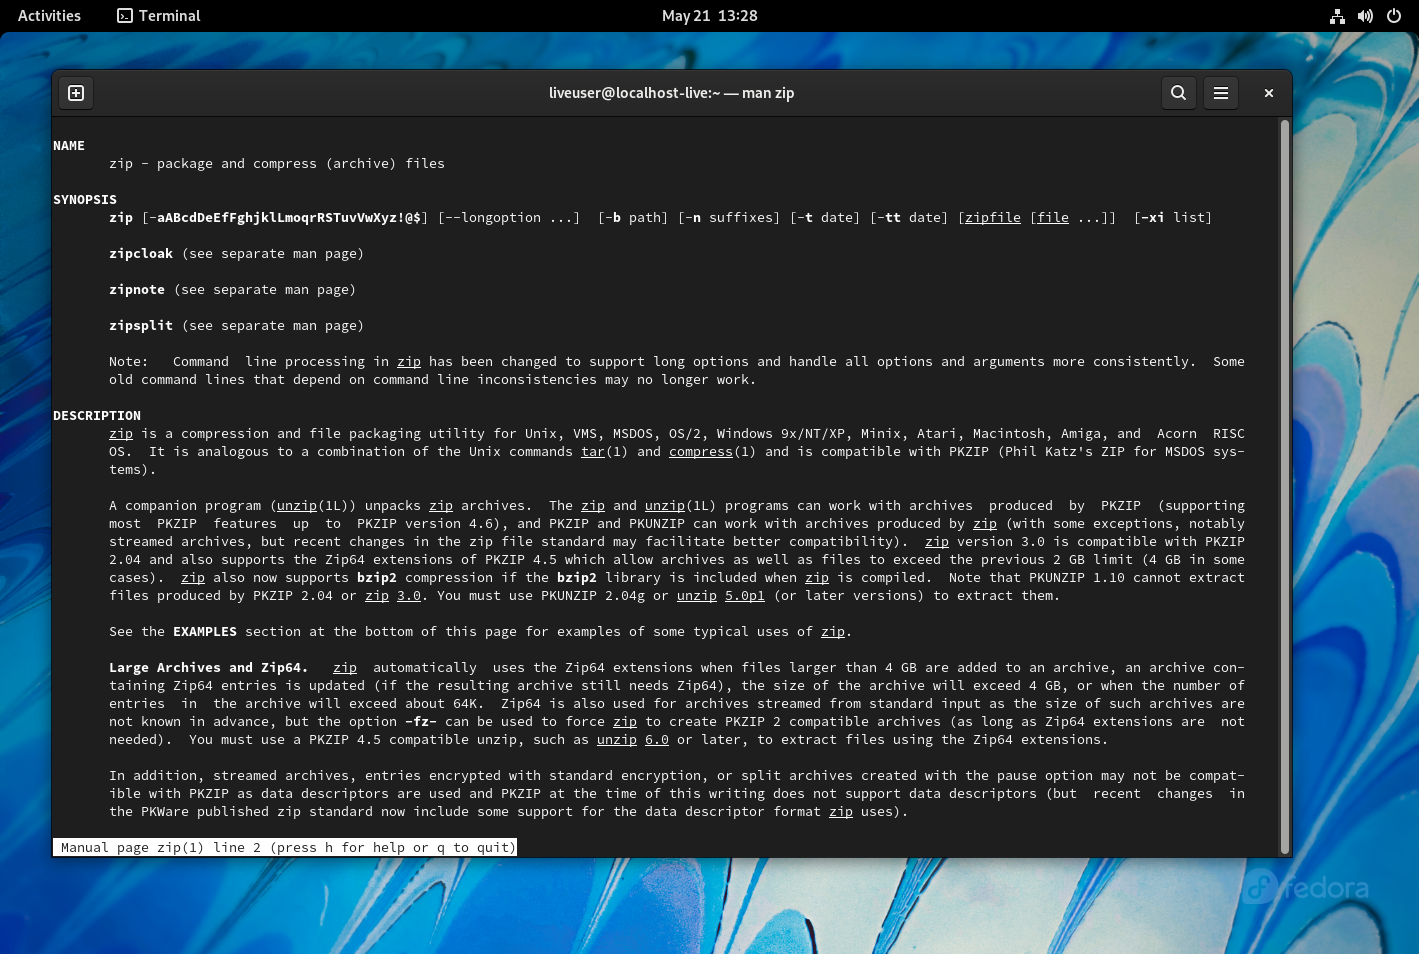 Activities
Terminal
May 21 13:28
liveuser@localhost-live:~ — man zip
NAME
zip - package and compress (archive) files
SYNOPSIS
zip [-aABcdDeEfFghjklLmoqrRSTuvVwXyz!@$] [--longoption ...]  [-b path] [-n suffixes] [-t date] [-tt date] [zipfile [file ...]]  [-xi list]
zipcloak (see separate man page)
zipnote (see separate man page)
zipsplit (see separate man page)
Note:   Command  line processing in zip has been changed to support long options and handle all options and arguments more consistently.  Some
old command lines that depend on command line inconsistencies may no longer work.
DESCRIPTION
zip is a compression and file packaging utility for Unix, VMS, MSDOS, OS/2, Windows 9x/NT/XP, Minix, Atari, Macintosh, Amiga, and  Acorn  RISC
OS.  It is analogous to a combination of the Unix commands tar(1) and compress(1) and is compatible with PKZIP (Phil Katz's ZIP for MSDOS sys-
tems).
A companion program (unzip(1L)) unpacks zip archives.  The zip and unzip(1L) programs can work with archives  produced  by  PKZIP  (supporting
most  PKZIP  features  up  to  PKZIP version 4.6), and PKZIP and PKUNZIP can work with archives produced by zip (with some exceptions, notably
streamed archives, but recent changes in the zip file standard may facilitate better compatibility).  zip version 3.0 is compatible with PKZIP
2.04 and also supports the Zip64 extensions of PKZIP 4.5 which allow archives as well as files to exceed the previous 2 GB limit (4 GB in some
cases).  zip also now supports bzip2 compression if the bzip2 library is included when zip is compiled.  Note that PKUNZIP 1.10 cannot extract
files produced by PKZIP 2.04 or zip 3.0. You must use PKUNZIP 2.04g or unzip 5.0p1 (or later versions) to extract them.
See the EXAMPLES section at the bottom of this page for examples of some typical uses of zip.
Large Archives and Zip64.   zip  automatically  uses the Zip64 extensions when files larger than 4 GB are added to an archive, an archive con-
taining Zip64 entries is updated (if the resulting archive still needs Zip64), the size of the archive will exceed 4 GB, or when the number of
entries  in  the archive will exceed about 64K.  Zip64 is also used for archives streamed from standard input as the size of such archives are
not known in advance, but the option -fz- can be used to force zip to create PKZIP 2 compatible archives (as long as Zip64 extensions are  not
needed).  You must use a PKZIP 4.5 compatible unzip, such as unzip 6.0 or later, to extract files using the Zip64 extensions.
In addition, streamed archives, entries encrypted with standard encryption, or split archives created with the pause option may not be compat-
ible with PKZIP as data descriptors are used and PKZIP at the time of this writing does not support data descriptors (but  recent  changes  in
the PKWare published zip standard now include some support for the data descriptor format zip uses).
Manual page zip(1) line 2 (press h for help or q to quit)
fedora